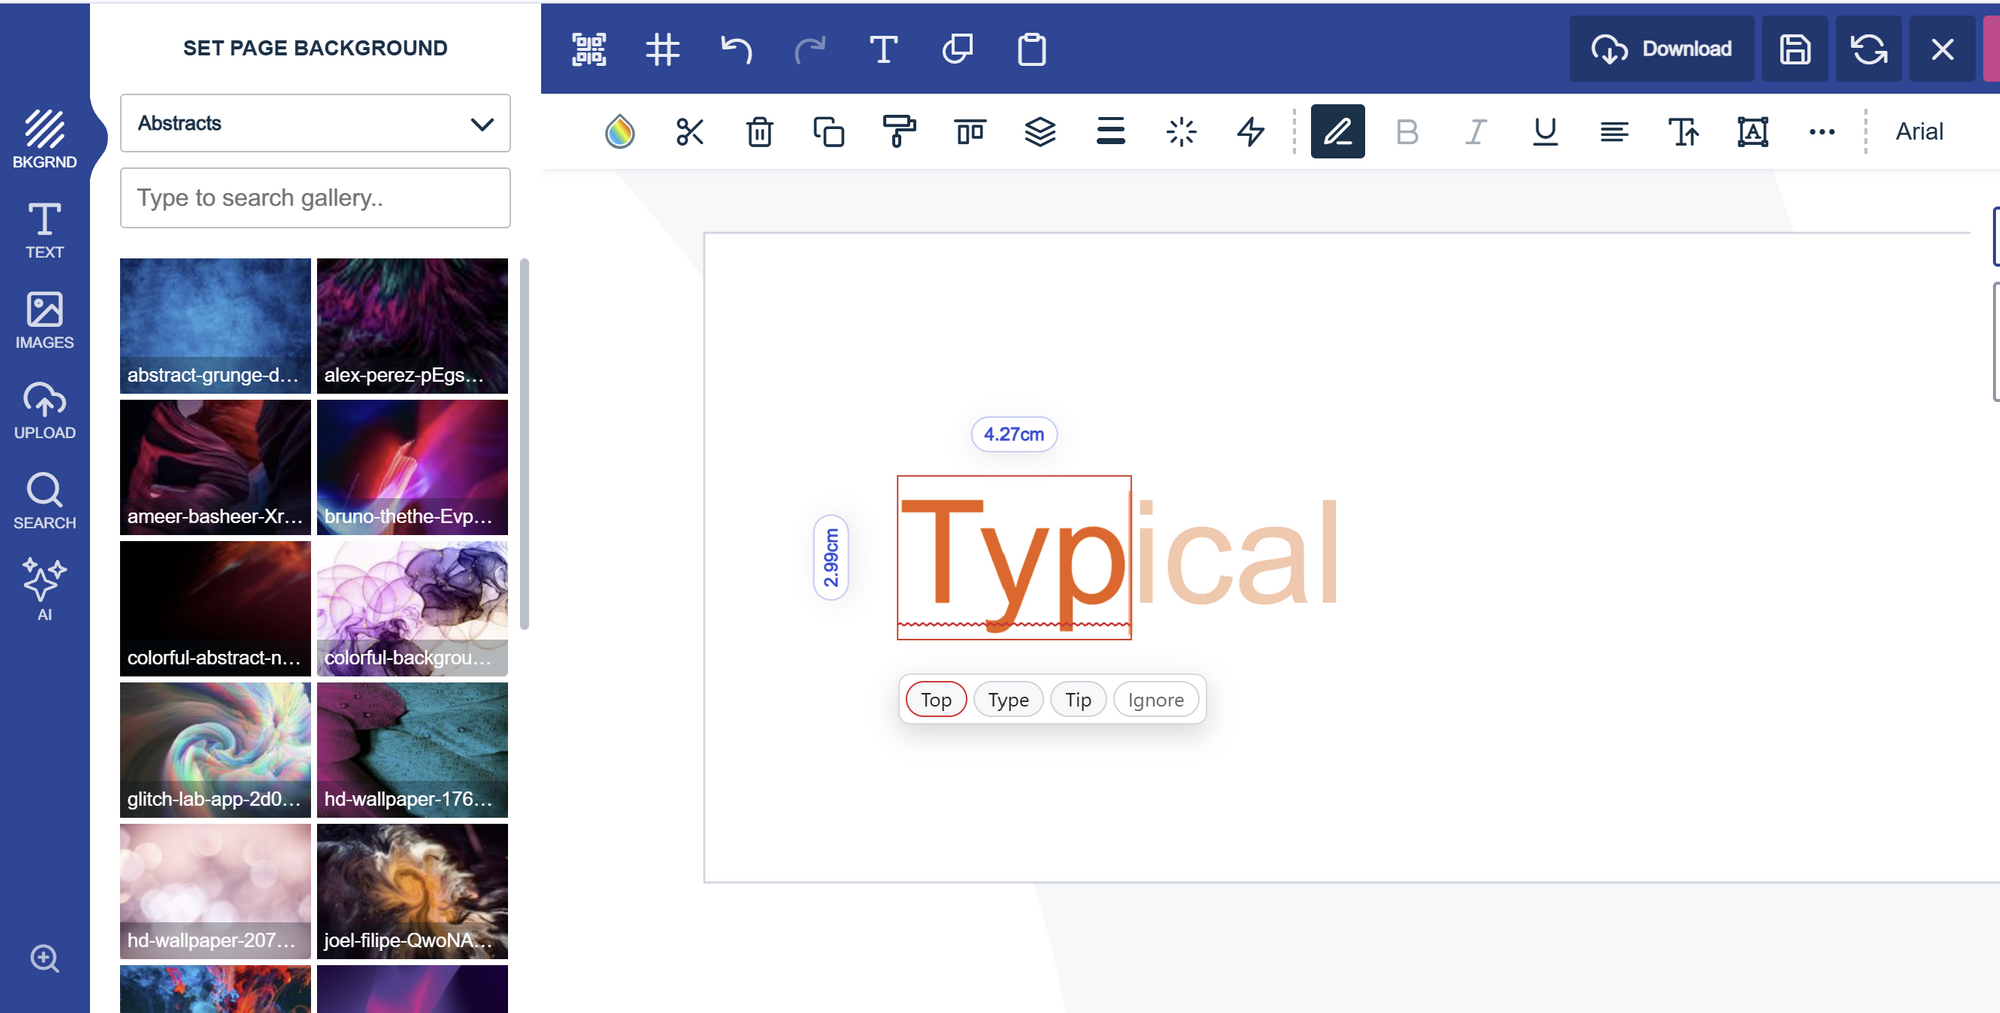 SET PAGE BACKGROUND
Download
Abstracts
Type to search gallery..
Arial
BKGRND
TEXT
IMAGES
UPLOAD
SEARCH
AI
abstract-grunge-d...
alex-perez-pEgs...
ameer-basheer-Xr...
bruno-thethe-Evp...
colorful-abstract-n...
colorful-backgrou...
glitch-lab-app-2d0...
hd-wallpaper-176...
hd-wallpaper-207...
joel-filipe-QwoNA...
4.27cm
2.99cm
Typical
Top Type Tip Ignore